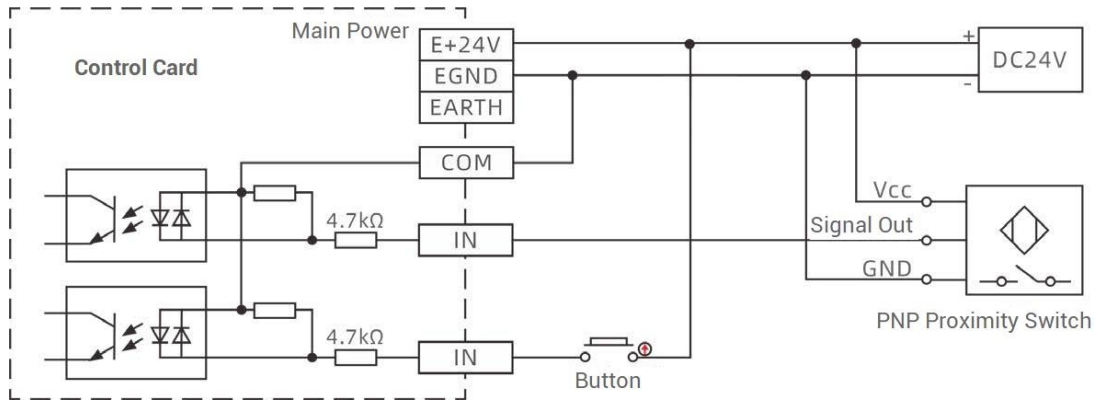 Main Power
E+24V
+
DC24V
Control Card
EGND
-
EARTH
COM
Vcc
4.7kΩ
Signal Out
IN
GND
PNP Proximity Switch
4.7kΩ
IN
Button